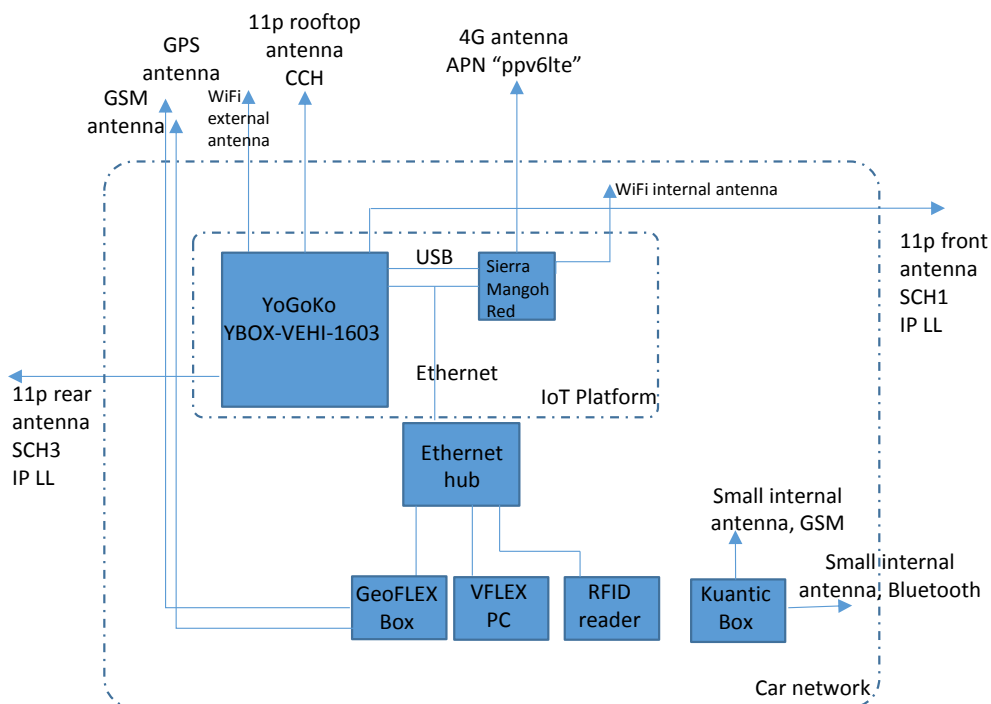 11p rooftop
antenna
CCH
4G antenna
APN “ppv6lte”
GPS
antenna
GSM
antenna
WiFi
external
antenna
WiFi internal antenna
11p front
antenna
SCH1
IP LL
USB
Sierra
Mangoh
Red
YoGoKo
YBOX-VEHI-1603
Ethernet
IoT Platform
11p rear
antenna
SCH3
IP LL
Ethernet
hub
Small internal
antenna, GSM
Small internal
antenna, Bluetooth
GeoFLEX
Box
VFLEX
PC
RFID
reader
Kuantic
Box
Car network